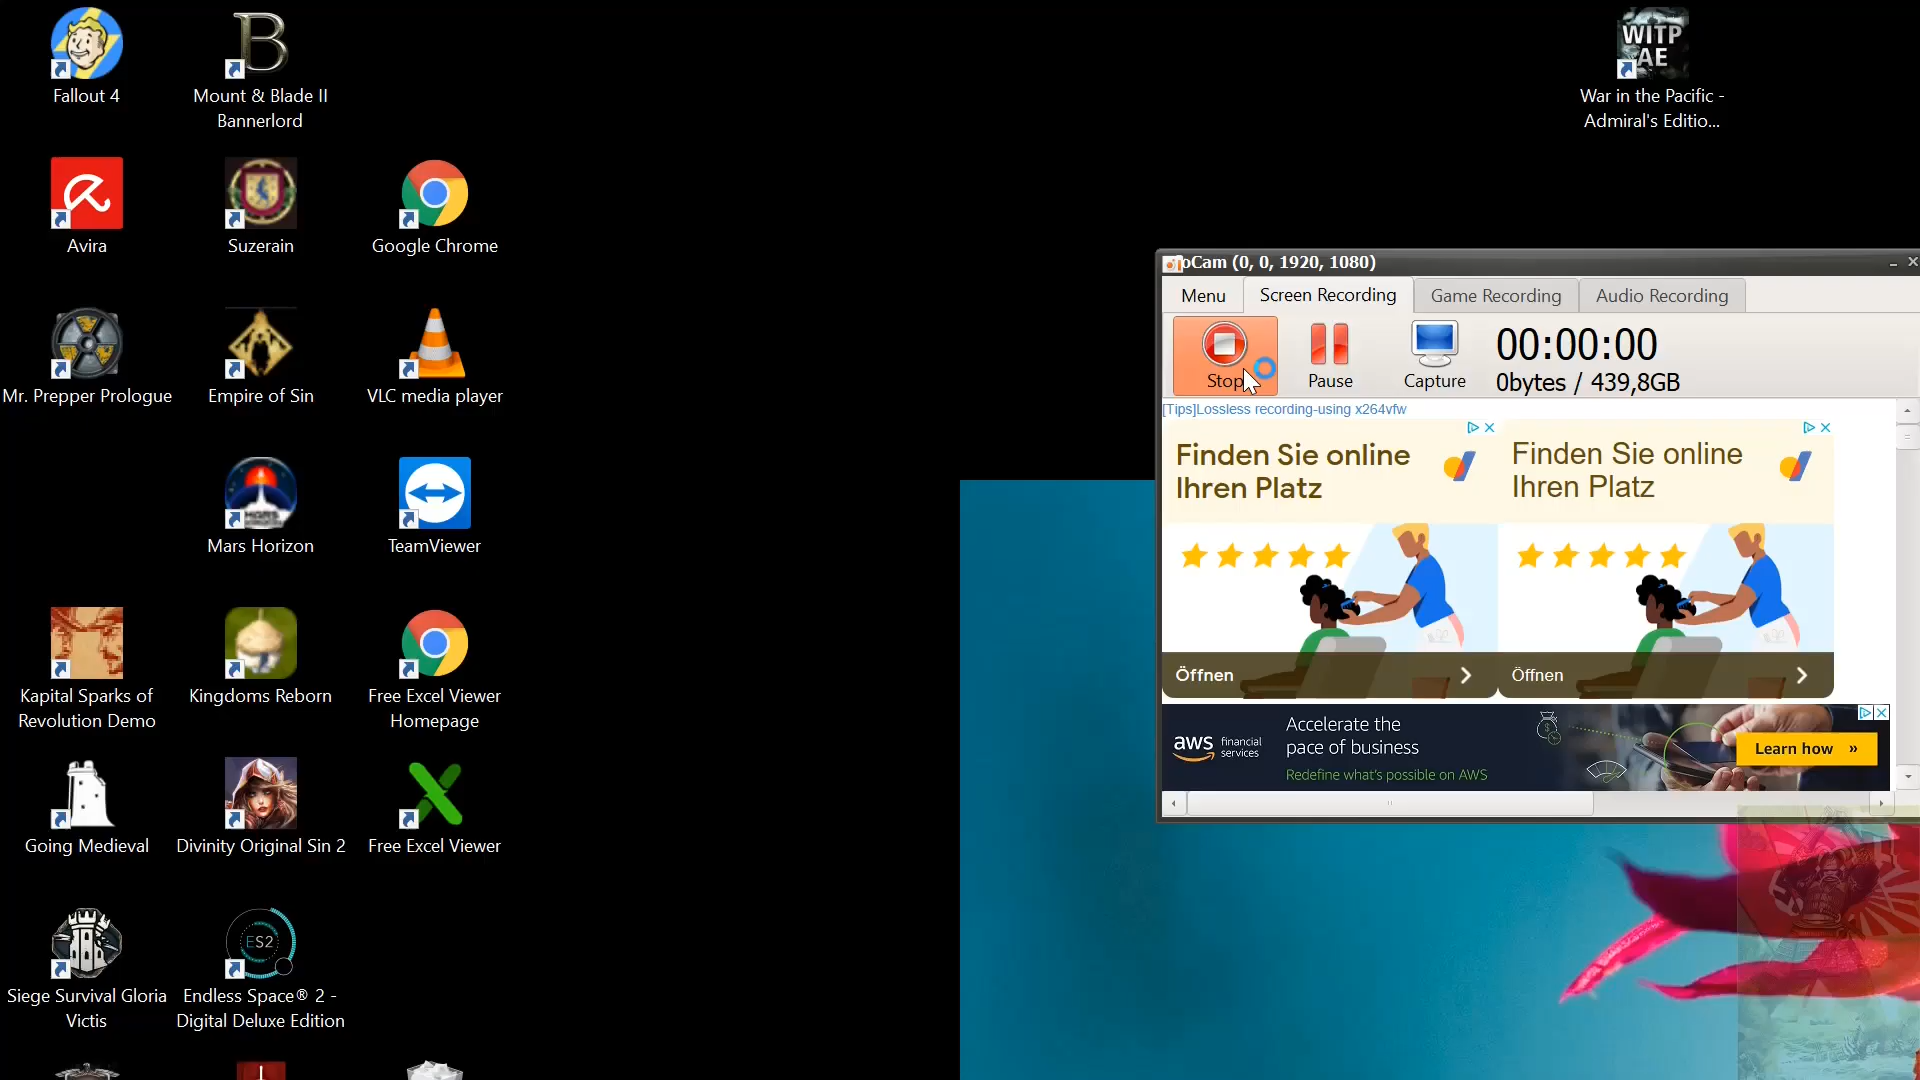 Fallout 4
Mount & Blade II
Bannerlord
WITP
AE
War in the Pacific -
Admiral's Editio...
Avira
Suzerain
Google Chrome
Mr. Prepper Prologue
Empire of Sin
VLC media player
Mars Horizon
TeamViewer
Kapital Sparks of
Revolution Demo
Kingdoms Reborn
Free Excel Viewer
Homepage
Going Medieval
Divinity Original Sin 2
Free Excel Viewer
ES2
Siege Survival Gloria
Victis
Endless Space® 2 -
Digital Deluxe Edition
oCam (0, 0, 1920, 1080)
Menu
Screen Recording
Game Recording
Audio Recording
Stop
Pause
Capture
00:00:00
0bytes / 439,8GB
[Tips]Lossless recording-using x264vfw
Finden Sie online
Ihren Platz
Öffnen
Finden Sie online
Ihren Platz
Öffnen
aws financial
services
Accelerate the
pace of business
Redefine what's possible on AWS
Learn how »